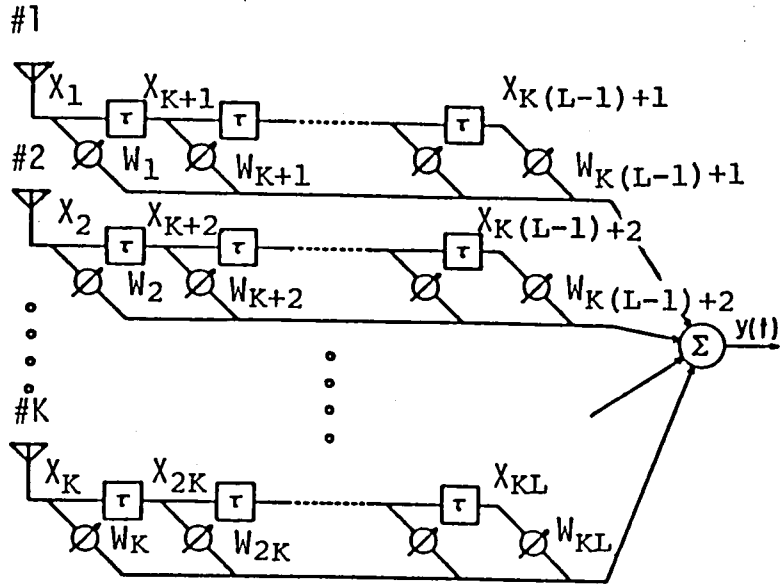 #1
X1 XK+1 XK(L-1)+1
τ τ τ
W1 WK+1 WK(L-1)+1
#2
X2 XK+2 XK(L-1)+2
τ τ τ
W2 WK+2 WK(L-1)+2
Σ y(t)
#K
XK X2K XKL
τ τ τ
WK W2K WKL